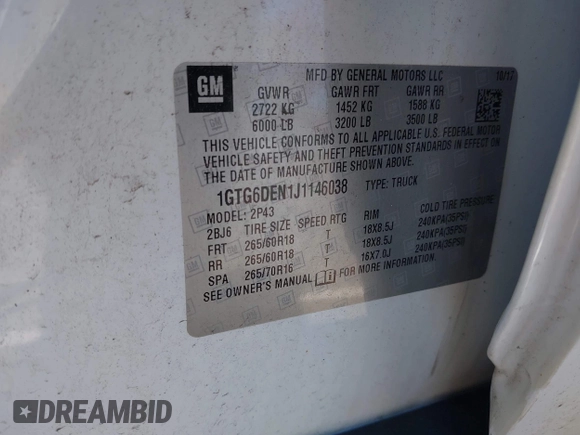 GM
MFD BY GENERAL MOTORS LLC 10/17
GVWR GAWR FRT GAWR RR
2722 KG 1452 KG 1588 KG
6000 LB 3200 LB 3500 LB
THIS VEHICLE CONFORMS TO ALL APPLICABLE U.S. FEDERAL MOTOR
VEHICLE SAFETY AND THEFT PREVENTION STANDARDS IN EFFECT ON
THE DATE OF MANUFACTURE SHOWN ABOVE.
1GTG6DEN1J1146038 TYPE: TRUCK
MODEL: 2P43
2BJ6 TIRE SIZE SPEED RTG RIM COLD TIRE PRESSURE
FRT 265/60R18 T 18X8.5J 240KPA(35PSI)
RR 265/60R18 T 18X8.5J 240KPA(35PSI)
SPA 265/70R16 T 16X7.0J 240KPA(35PSI)
SEE OWNER'S MANUAL FOR MORE INFORMATION.
DREAMBID